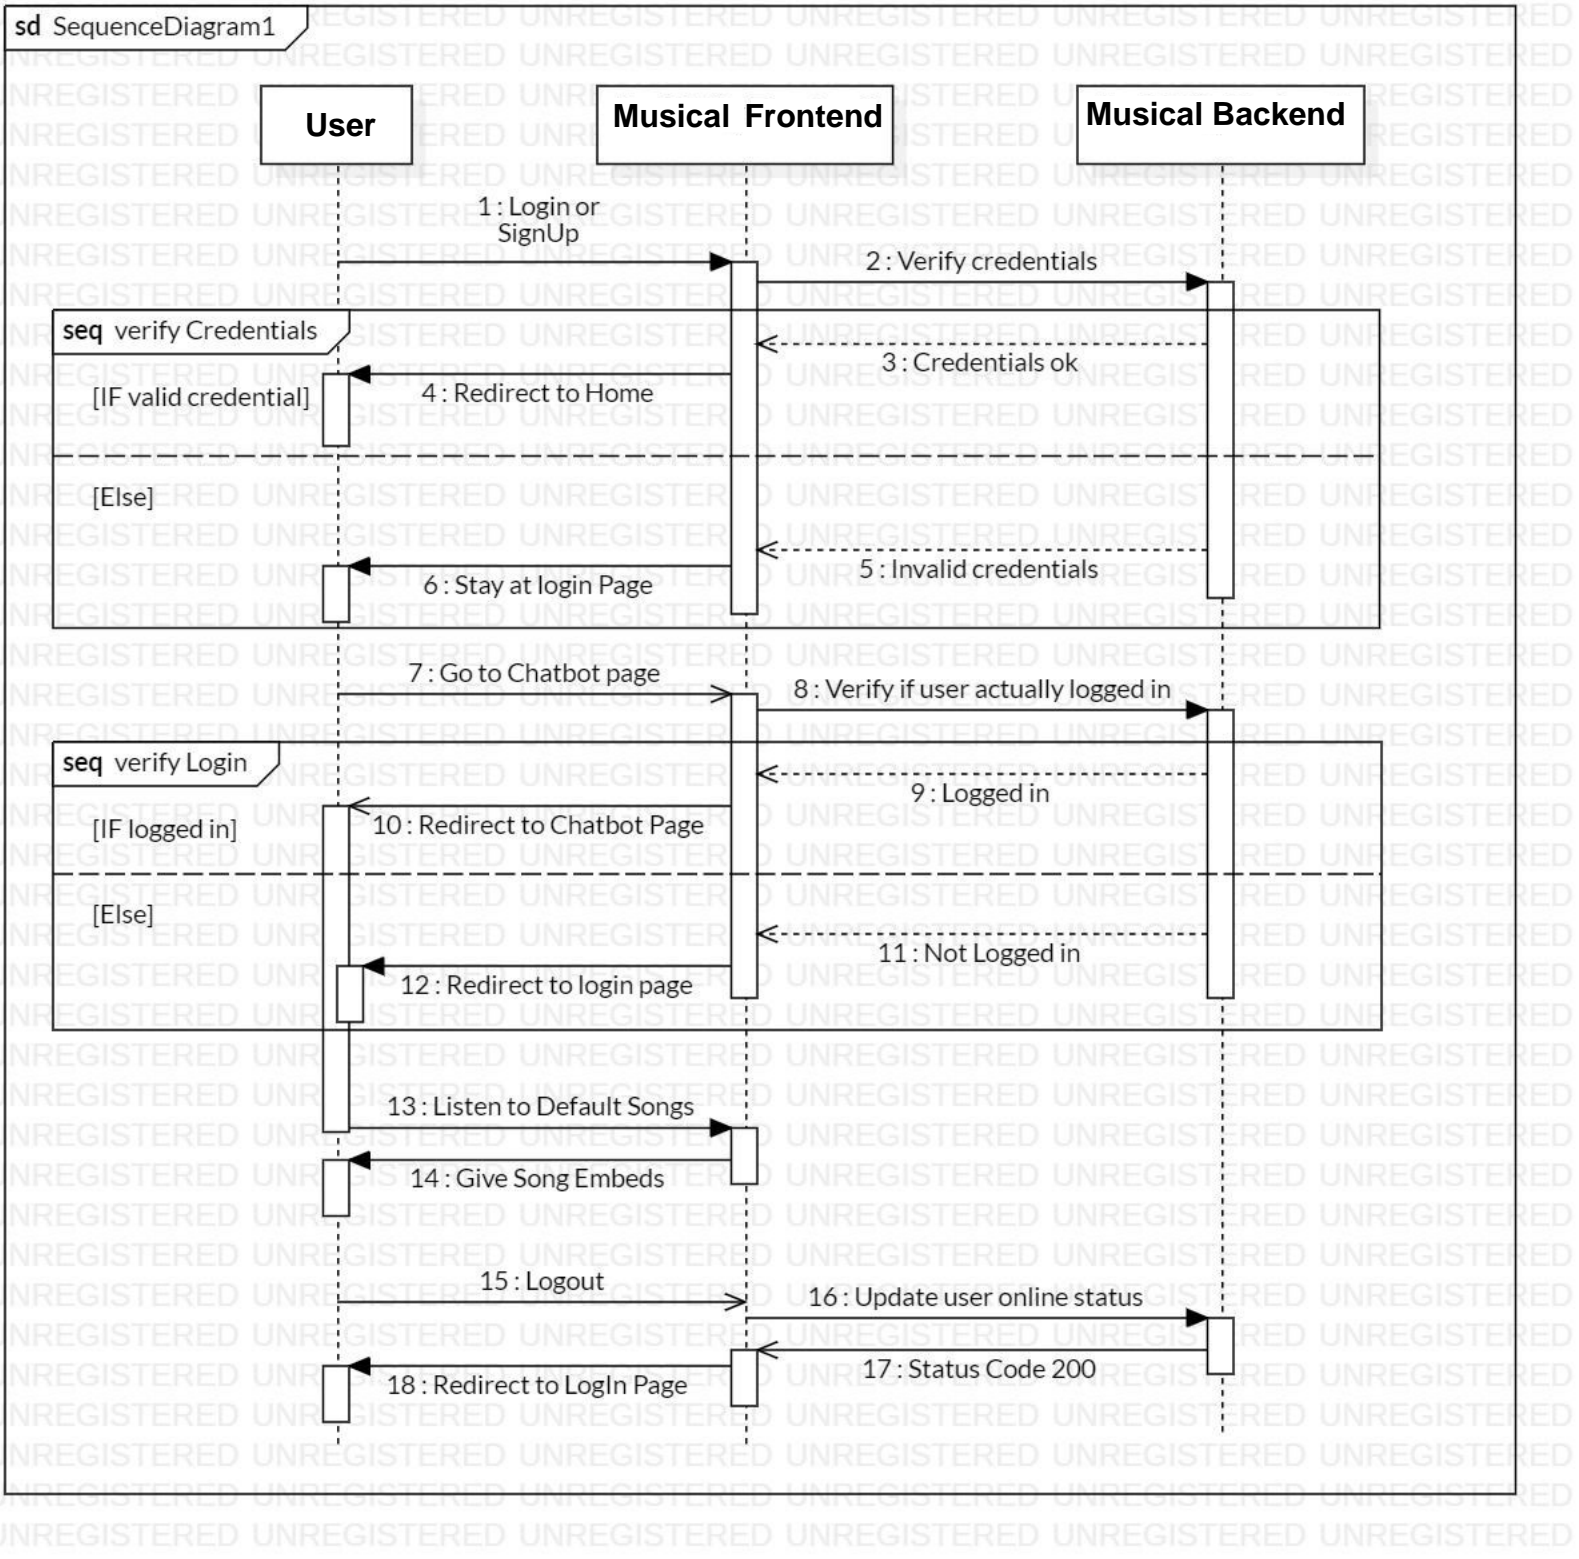 sd SequenceDiagram1
User
Musical Frontend
Musical Backend
1 : Login or
SignUp
2 : Verify credentials
seq verify Credentials
3 : Credentials ok
[IF valid credential]
4 : Redirect to Home
[Else]
5 : Invalid credentials
6 : Stay at login Page
7 : Go to Chatbot page
8 : Verify if user actually logged in
seq verify Login
9 : Logged in
[IF logged in]
10 : Redirect to Chatbot Page
[Else]
11 : Not Logged in
12 : Redirect to login page
13 : Listen to Default Songs
14 : Give Song Embeds
15 : Logout
16 : Update user online status
17 : Status Code 200
18 : Redirect to LogIn Page
UNREGISTERED